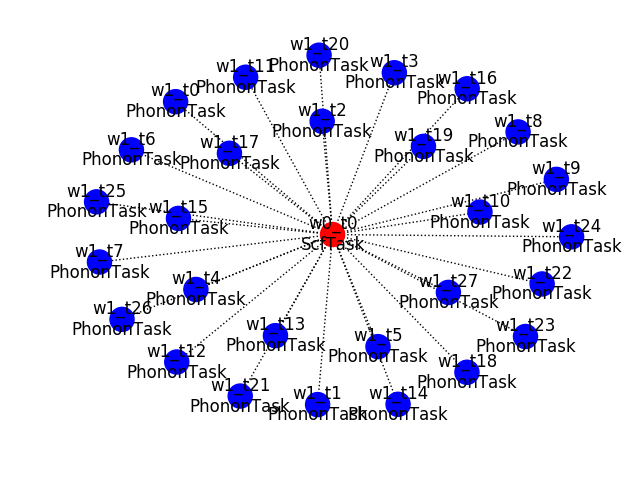 w1_t20
PhononTask
w1_t3
PhononTask
w1_t11
PhononTask
w1_t16
PhononTask
w1_t0
PhononTask
w1_t2
PhononTask
w1_t8
PhononTask
w1_t6
PhononTask
w1_t17
PhononTask
w1_t19
PhononTask
w1_t9
PhononTask
w1_t25
PhononTask
w1_t15
PhononTask
w1_t10
PhononTask
w0_t0
ScfTask
w1_t24
PhononTask
w1_t7
PhononTask
w1_t4
PhononTask
w1_t27
PhononTask
w1_t22
PhononTask
w1_t26
PhononTask
w1_t13
PhononTask
w1_t5
PhononTask
w1_t23
PhononTask
w1_t12
PhononTask
w1_t18
PhononTask
w1_t21
PhononTask
w1_t1
PhononTask
w1_t14
PhononTask